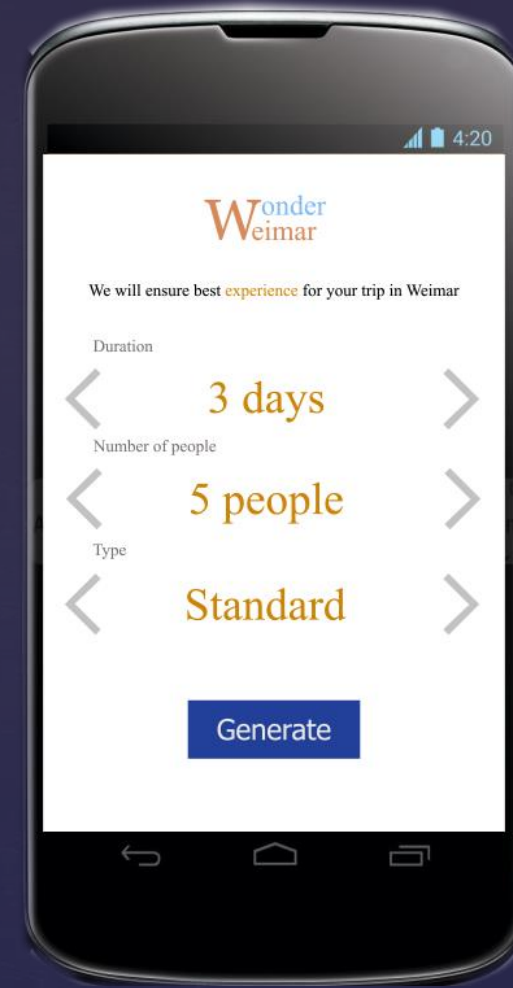 4:20
Wonder
Weimar
We will ensure best experience for your trip in Weimar
Duration
3 days
Number of people
5 people
Type
Standard
Generate